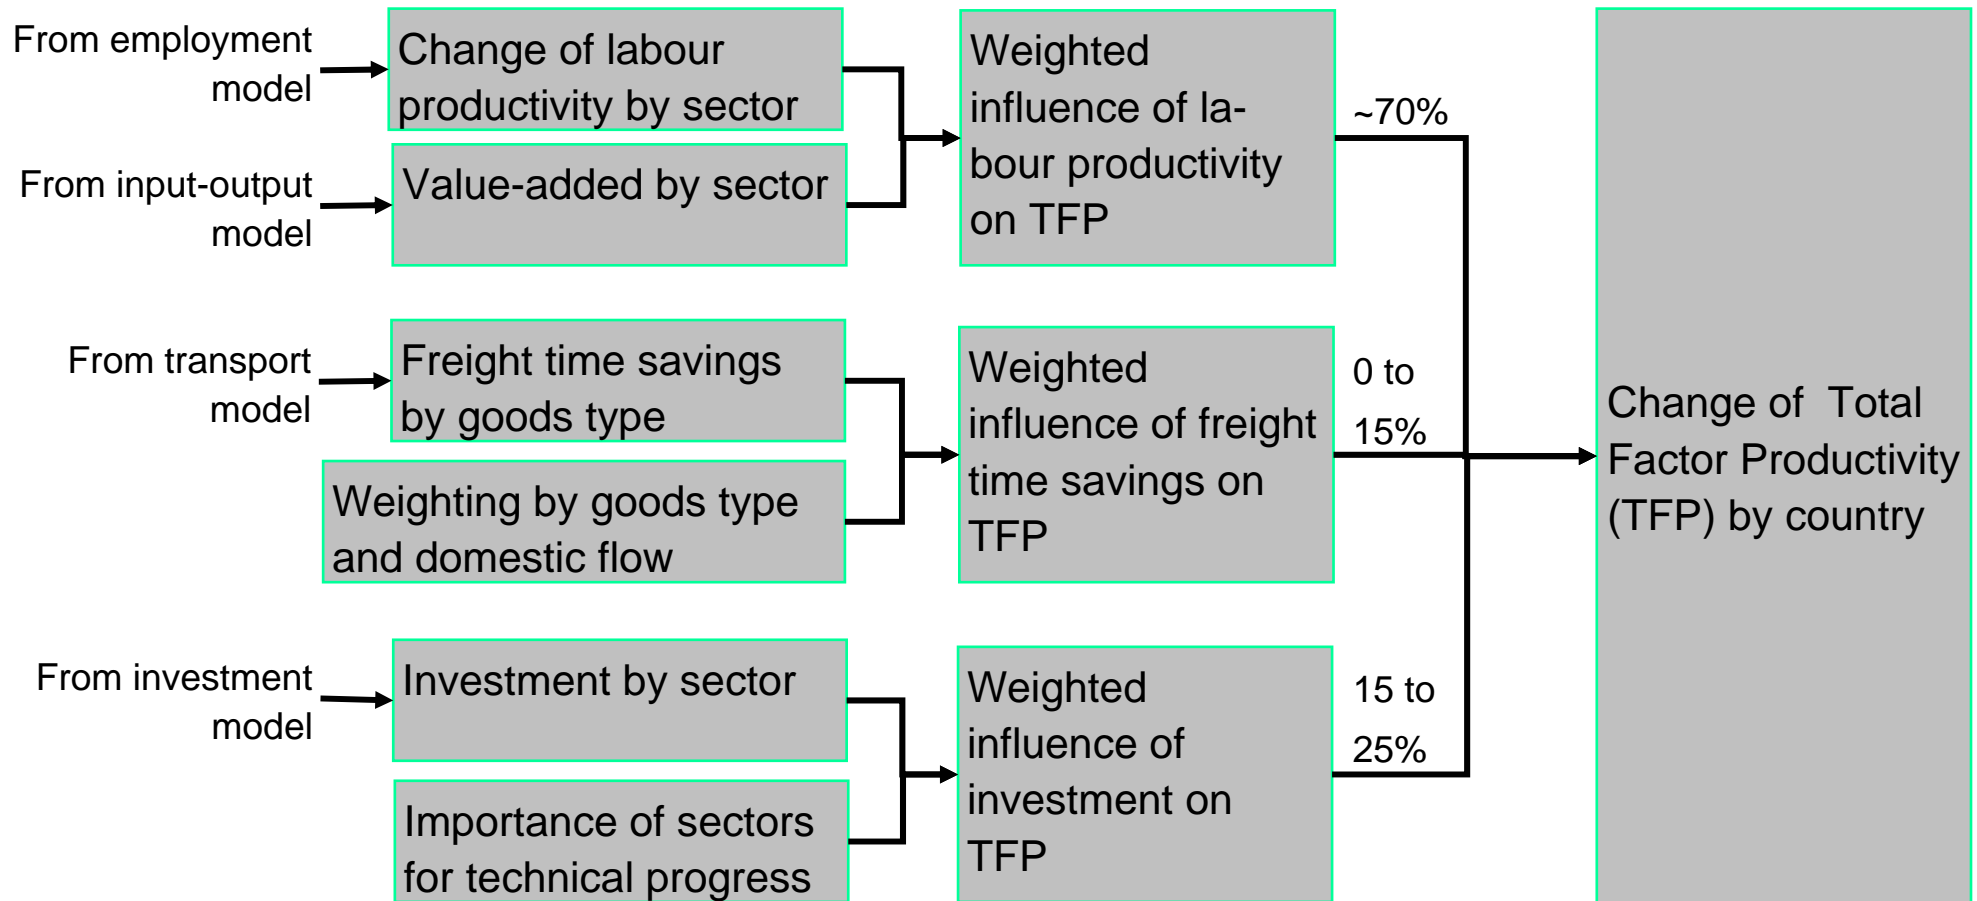 From employment
model
Change of labour
productivity by sector
From input-output
model
Value-added by sector
Weighted
influence of la-
bour productivity
on TFP
~70%
From transport
model
Freight time savings
by goods type
Weighting by goods type
and domestic flow
Weighted
influence of freight
time savings on
TFP
0 to
15%
From investment
model
Investment by sector
Importance of sectors
for technical progress
Weighted
influence of
investment on
TFP
15 to
25%
Change of  Total
Factor Productivity
(TFP) by country